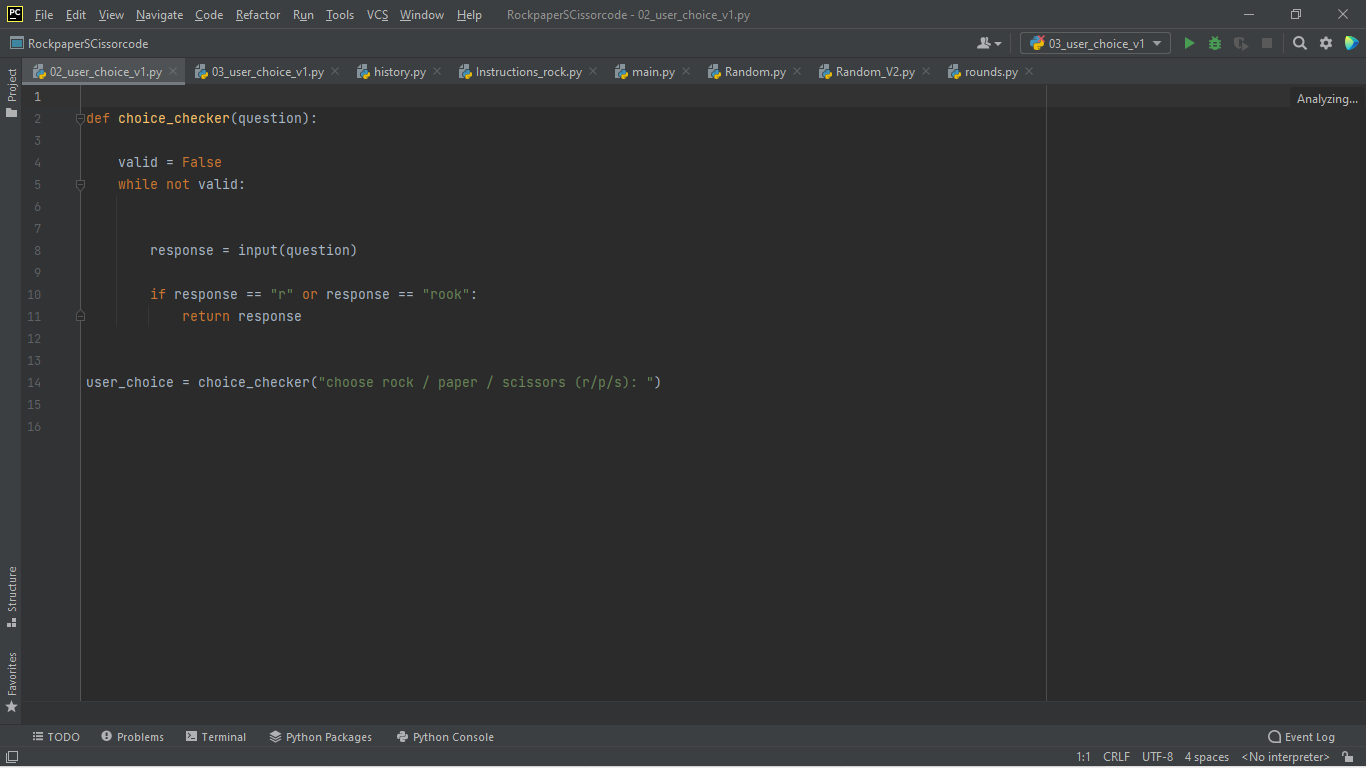 PC File Edit View Navigate Code Refactor Run Tools VCS Window Help RockpaperSCissorcode - 02_user_choice_v1.py
RockpaperSCissorcode 03_user_choice_v1
02_user_choice_v1.py 03_user_choice_v1.py history.py Instructions_rock.py main.py Random.py Random_V2.py rounds.py
Project
Analyzing...
1
2 def choice_checker(question):
3
4 valid = False
5 while not valid:
6
7
8 response = input(question)
9
10 if response == "r" or response == "rook":
11 return response
12
13
14 user_choice = choice_checker("choose rock / paper / scissors (r/p/s): ")
15
16
Structure
Favorites
TODO Problems Terminal Python Packages Python Console Event Log
1:1 CRLF UTF-8 4 spaces <No interpreter>